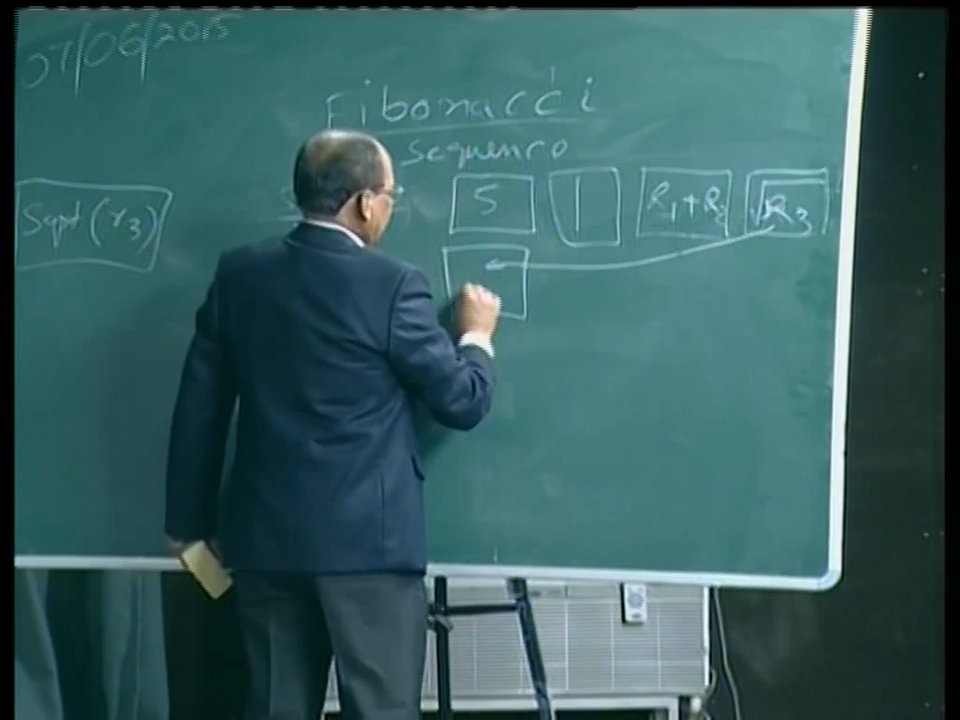 07/06/2015
Fibonacci
sequence
Sqrt (r3) 5 1 R1+R2 √R3